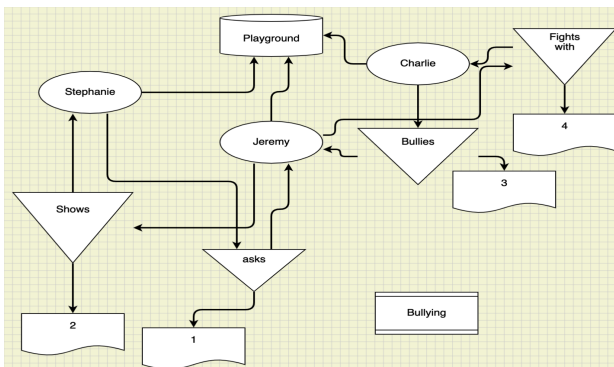 Playground
Fights
with
Charlie
Stephanie
4
Jeremy
Bullies
3
Shows
asks
Bullying
2
1